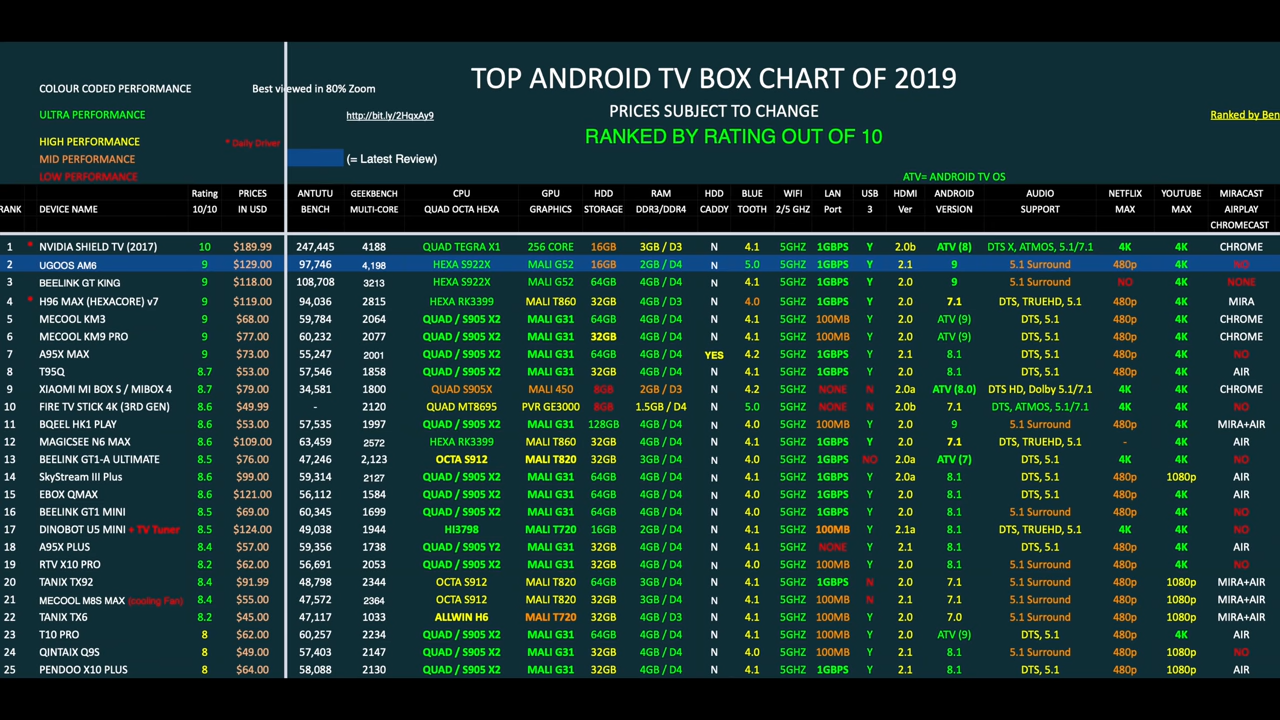 TOP ANDROID TV BOX CHART OF 2019
COLOUR CODED PERFORMANCE Best viewed in 80% Zoom
PRICES SUBJECT TO CHANGE
ULTRA PERFORMANCE http://bit.ly/2HqxAy9 Ranked by Ben
RANKED BY RATING OUT OF 10
HIGH PERFORMANCE * Daily Driver
MID PERFORMANCE (= Latest Review)
LOW PERFORMANCE ATV= ANDROID TV OS
Rating PRICES ANTUTU GEEKBENCH CPU GPU HDD RAM HDD BLUE WIFI LAN USB HDMI ANDROID AUDIO NETFLIX YOUTUBE MIRACAST
RANK DEVICE NAME 10/10 IN USD BENCH MULTI-CORE QUAD OCTA HEXA GRAPHICS STORAGE DDR3/DDR4 CADDY TOOTH 2/5 GHZ Port 3 Ver VERSION SUPPORT MAX MAX AIRPLAY
CHROMECAST
1 * NVIDIA SHIELD TV (2017) 10 $189.99 247,445 4188 QUAD TEGRA X1 256 CORE 16GB 3GB / D3 N 4.1 5GHZ 1GBPS Y 2.0b ATV (8) DTS X, ATMOS, 5.1/7.1 4K 4K CHROME
2 UGOOS AM6 9 $129.00 97,746 4,198 HEXA S922X MALI G52 16GB 2GB / D4 N 5.0 5GHZ 1GBPS Y 2.1 9 5.1 Surround 480p 4K NO
3 BEELINK GT KING 9 $118.00 108,708 3213 HEXA S922X MALI G52 64GB 4GB / D4 N 4.1 5GHZ 1GBPS Y 2.0 9 5.1 Surround NO 4K NONE
4 * H96 MAX (HEXACORE) v7 9 $119.00 94,036 2815 HEXA RK3399 MALI T860 32GB 4GB / D3 N 4.0 5GHZ 1GBPS Y 2.0 7.1 DTS, TRUEHD, 5.1 480p 4K MIRA
5 MECOOL KM3 9 $68.00 59,784 2064 QUAD / S905 X2 MALI G31 64GB 4GB / D4 N 4.1 5GHZ 100MB Y 2.0 ATV (9) DTS, 5.1 480p 4K CHROME
6 MECOOL KM9 PRO 9 $77.00 60,232 2077 QUAD / S905 X2 MALI G31 32GB 4GB / D4 N 4.1 5GHZ 100MB Y 2.0 ATV (9) DTS, 5.1 480p 4K CHROME
7 A95X MAX 9 $73.00 55,247 2001 QUAD / S905 X2 MALI G31 64GB 4GB / D4 YES 4.2 5GHZ 1GBPS Y 2.1 8.1 DTS, 5.1 480p 4K NO
8 T95Q 8.7 $53.00 57,546 1858 QUAD / S905 X2 MALI G31 64GB 4GB / D4 N 4.1 5GHZ 1GBPS Y 2.0 8.1 DTS, 5.1 480p 4K AIR
9 XIAOMI MI BOX S / MIBOX 4 8.7 $79.00 34,581 1800 QUAD S905X MALI 450 8GB 2GB / D3 N 4.2 5GHZ NONE N 2.0a ATV (8.0) DTS HD, Dolby 5.1/7.1 4K 4K CHROME
10 FIRE TV STICK 4K (3RD GEN) 8.6 $49.99 - 2120 QUAD MT8695 PVR GE3000 8GB 1.5GB / D4 N 5.0 5GHZ NONE N 2.0b 7.1 DTS, ATMOS, 5.1/7.1 4K 4K NO
11 BQEEL HK1 PLAY 8.6 $53.00 57,535 1997 QUAD / S905 X2 MALI G31 128GB 4GB / D4 N 4.0 5GHZ 100MB Y 2.0 9 5.1 Surround 480p 4K MIRA+AIR
12 MAGICSEE N6 MAX 8.6 $109.00 63,459 2572 HEXA RK3399 MALI T860 32GB 4GB / D4 N 4.1 5GHZ 1GBPS Y 2.0 7.1 DTS, TRUEHD, 5.1 - 4K AIR
13 BEELINK GT1-A ULTIMATE 8.5 $76.00 47,246 2,123 OCTA S912 MALI T820 32GB 3GB / D4 N 4.1 5GHZ 1GBPS NO 2.0a ATV (7) DTS, 5.1 4K 4K NO
14 SkyStream III Plus 8.6 $99.00 59,314 2127 QUAD / S905 X2 MALI G31 32GB 4GB / D4 N 4.1 5GHZ 1GBPS Y 2.0a 8.1 DTS, 5.1 480p 1080p AIR
15 EBOX QMAX 8.6 $121.00 56,112 1584 QUAD / S905 X2 MALI G31 64GB 4GB / D4 N 4.0 5GHZ 1GBPS Y 2.0 8.1 DTS, 5.1 480p 4K AIR
16 BEELINK GT1 MINI 8.5 $69.00 60,345 1699 QUAD / S905 X2 MALI G31 64GB 4GB / D4 N 4.0 5GHZ 1GBPS Y 2.0 8.1 5.1 Surround 480p 4K NO
17 DINOBOT U5 MINI + TV Tuner 8.5 $124.00 49,038 1944 HI3798 MALI T720 16GB 2GB / D4 N 4.1 5GHZ 100MB Y 2.1a 8.1 DTS, TRUEHD, 5.1 4K 4K NO
18 A95X PLUS 8.4 $57.00 59,356 1738 QUAD / S905 Y2 MALI G31 32GB 4GB / D4 N 4.1 5GHZ NONE Y 2.1 8.1 DTS, 5.1 480p 4K AIR
19 RTV X10 PRO 8.2 $62.00 56,691 2053 QUAD / S905 X2 MALI G31 32GB 4GB / D4 N 4.0 5GHZ 100MB Y 2.1 8.1 5.1 Surround 480p 4K NO
20 TANIX TX92 8.4 $91.99 48,798 2344 OCTA S912 MALI T820 64GB 3GB / D4 N 4.1 5GHZ 1GBPS N 2.1 7.1 5.1 Surround 480p 1080p MIRA+AIR
21 MECOOL M8S MAX (cooling Fan) 8.4 $55.00 47,572 2364 OCTA S912 MALI T820 32GB 3GB / D4 N 4.1 5GHZ 100MB N 2.1 7.1 5.1 Surround 480p 1080p MIRA+AIR
22 TANIX TX6 8.2 $45.00 47,117 1033 ALLWIN H6 MALI T720 32GB 4GB / D3 N 4.1 5GHZ 100MB Y 2.0 7.0 5.1 Surround 480p 1080p MIRA+AIR
23 T10 PRO 8 $62.00 60,257 2234 QUAD / S905 X2 MALI G31 64GB 4GB / D4 N 4.1 5GHZ 100MB Y 2.0 ATV (9) DTS, 5.1 480p 4K AIR
24 QINTAIX Q9S 8 $49.00 57,403 2147 QUAD / S905 X2 MALI G31 32GB 4GB / D4 N 4.0 5GHZ 100MB Y 2.1 8.1 5.1 Surround 480p 1080p NO
25 PENDOO X10 PLUS 8 $64.00 58,088 2130 QUAD / S905 X2 MALI G31 32GB 4GB / D4 N 4.1 5GHZ 1GBPS Y 2.1 8.1 DTS, 5.1 480p 1080p AIR